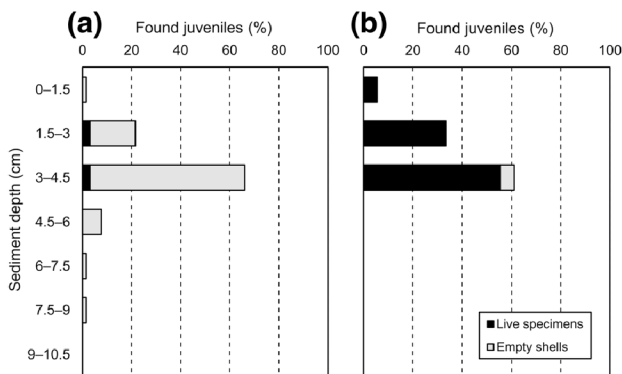 (a)
Found juveniles (%)
0 20 40 60 80 100
(b)
Found juveniles (%)
0 20 40 60 80 100
Sediment depth (cm)
0–1.5
1.5–3
3–4.5
4.5–6
6–7.5
7.5–9
9–10.5
Live specimens
Empty shells